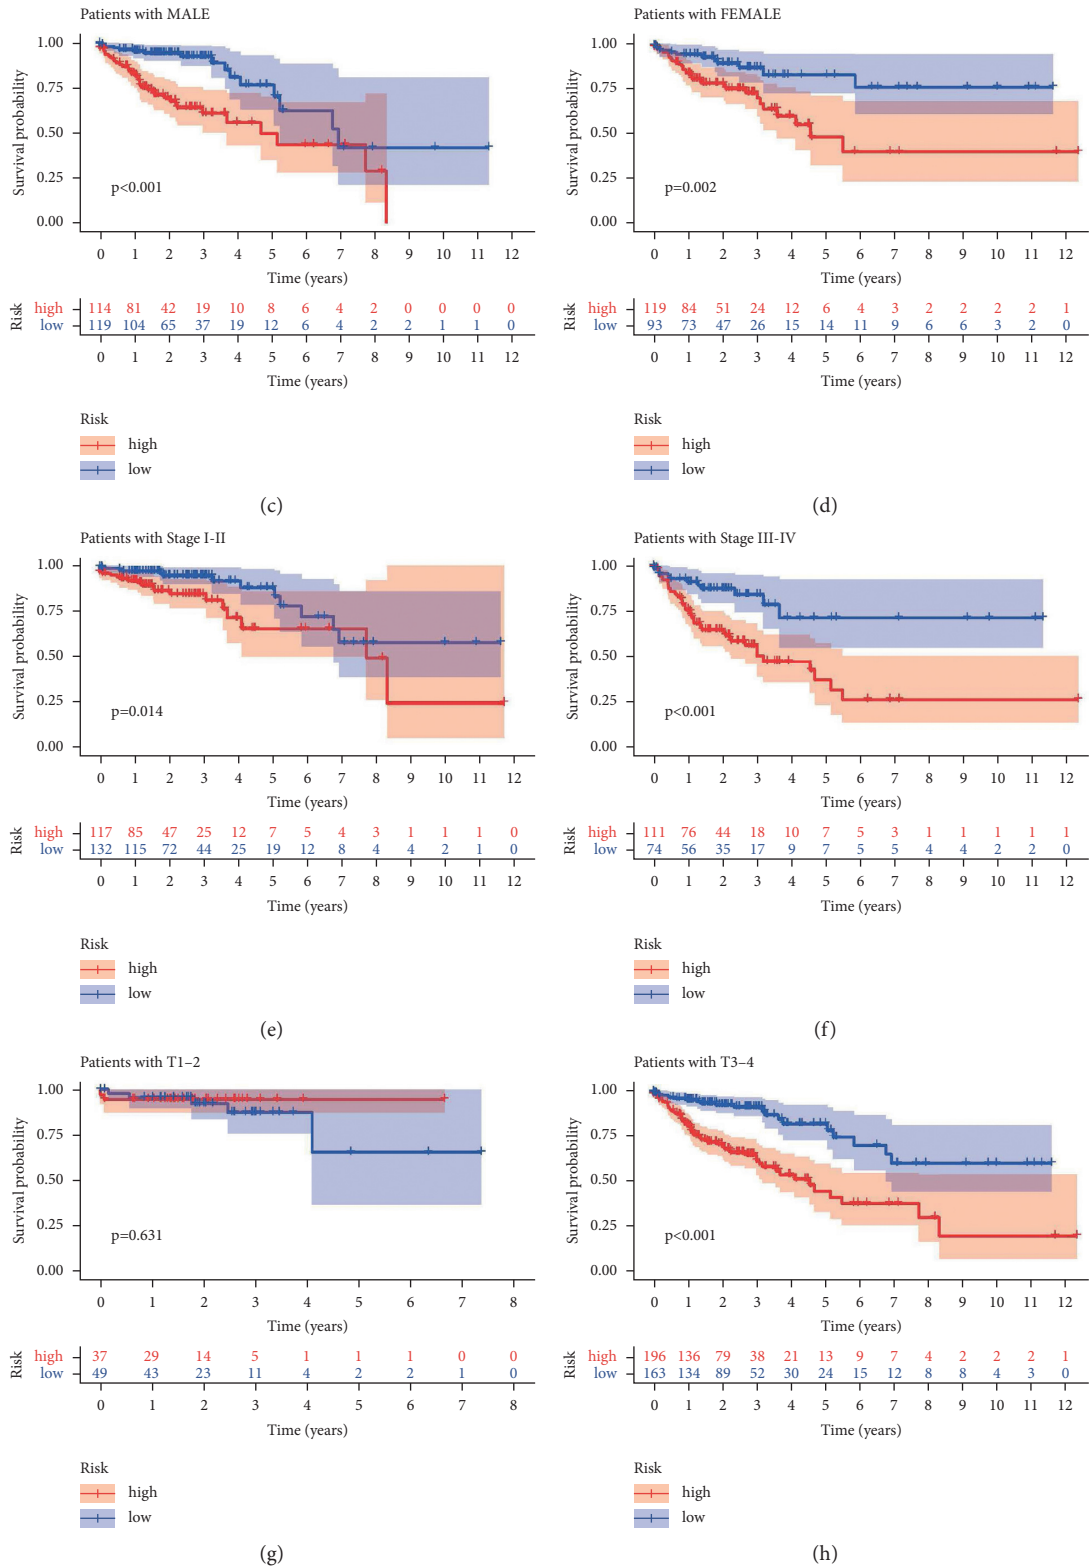 Patients with MALE
1.00
0.75
0.50
0.25
0.00
Survival probability
p<0.001
0 1 2 3 4 5 6 7 8 9 10 11 12
Time (years)
Risk
high 114 81 42 19 10 8 6 4 2 0 0 0 0
low 119 104 65 37 19 12 6 4 2 2 1 1 0
0 1 2 3 4 5 6 7 8 9 10 11 12
Time (years)
Risk
high
low
(c)
Patients with FEMALE
1.00
0.75
0.50
0.25
0.00
Survival probability
p=0.002
0 1 2 3 4 5 6 7 8 9 10 11 12
Time (years)
Risk
high 119 84 51 24 12 6 4 3 2 2 2 2 1
low 93 73 47 26 15 14 11 9 6 6 3 2 0
0 1 2 3 4 5 6 7 8 9 10 11 12
Time (years)
Risk
high
low
(d)
Patients with Stage I-II
1.00
0.75
0.50
0.25
0.00
Survival probability
p=0.014
0 1 2 3 4 5 6 7 8 9 10 11 12
Time (years)
Risk
high 117 85 47 25 12 7 5 4 3 1 1 1 0
low 132 115 72 44 25 19 12 8 4 4 2 1 0
0 1 2 3 4 5 6 7 8 9 10 11 12
Time (years)
Risk
high
low
(e)
Patients with Stage III-IV
1.00
0.75
0.50
0.25
0.00
Survival probability
p<0.001
0 1 2 3 4 5 6 7 8 9 10 11 12
Time (years)
Risk
high 111 76 44 18 10 7 5 3 1 1 1 1 1
low 74 56 35 17 9 7 5 5 4 4 2 2 0
0 1 2 3 4 5 6 7 8 9 10 11 12
Time (years)
Risk
high
low
(f)
Patients with T1–2
1.00
0.75
0.50
0.25
0.00
Survival probability
p=0.631
0 1 2 3 4 5 6 7 8
Time (years)
Risk
high 37 29 14 5 1 1 1 0 0
low 49 43 23 11 4 2 2 1 0
0 1 2 3 4 5 6 7 8
Time (years)
Risk
high
low
(g)
Patients with T3–4
1.00
0.75
0.50
0.25
0.00
Survival probability
p<0.001
0 1 2 3 4 5 6 7 8 9 10 11 12
Time (years)
Risk
high 196 136 79 38 21 13 9 7 4 2 2 2 1
low 163 134 89 52 30 24 15 12 8 8 4 3 0
0 1 2 3 4 5 6 7 8 9 10 11 12
Time (years)
Risk
high
low
(h)